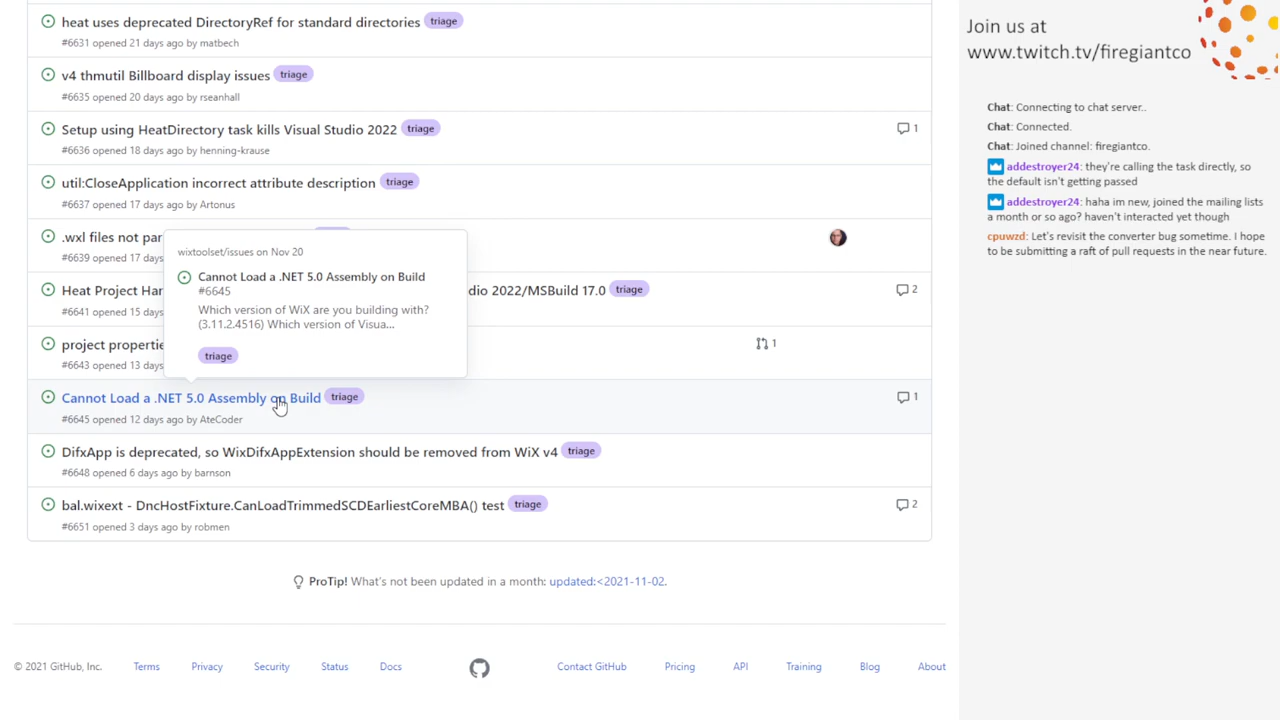 heat uses deprecated DirectoryRef for standard directories triage
#6631 opened 21 days ago by matbech
v4 thmutil Billboard display issues triage
#6635 opened 20 days ago by rseanhall
Setup using HeatDirectory task kills Visual Studio 2022 triage 1
#6636 opened 18 days ago by henning-krause
util:CloseApplication incorrect attribute description triage
#6637 opened 17 days ago by Artonus
.wxl files not par
#6639 opened 17 days
wixtoolset/issues on Nov 20
Cannot Load a .NET 5.0 Assembly on Build
#6645
Which version of WiX are you building with?
(3.11.2.4516) Which version of Visua...
triage
Heat Project Har
dio 2022/MSBuild 17.0 triage 2
#6641 opened 15 days
project propertie
1
#6643 opened 13 days
Cannot Load a .NET 5.0 Assembly on Build triage 1
#6645 opened 12 days ago by AteCoder
DifxApp is deprecated, so WixDifxAppExtension should be removed from WiX v4 triage
#6648 opened 6 days ago by barnson
bal.wixext - DncHostFixture.CanLoadTrimmedSCDEarliestCoreMBA() test triage 2
#6651 opened 3 days ago by robmen
ProTip! What's not been updated in a month: updated:<2021-11-02.
© 2021 GitHub, Inc. Terms Privacy Security Status Docs Contact GitHub Pricing API Training Blog About
Join us at
www.twitch.tv/firegiantco
Chat: Connecting to chat server..
Chat: Connected.
Chat: Joined channel: firegiantco.
addestroyer24: they're calling the task directly, so
the default isn't getting passed
addestroyer24: haha im new, joined the mailing lists
a month or so ago? haven't interacted yet though
cpuwzd: Let's revisit the converter bug sometime. I hope
to be submitting a raft of pull requests in the near future.